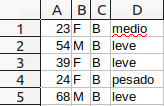 A B C D
1 23 F B medio
2 54 M B leve
3 39 F B leve
4 24 F B pesado
5 68 M B leve